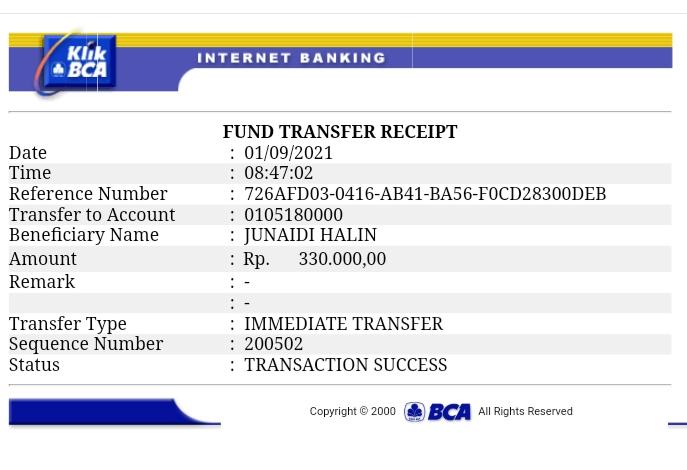 Klik
BCA
INTERNET BANKING
FUND TRANSFER RECEIPT
Date : 01/09/2021
Time : 08:47:02
Reference Number : 726AFD03-0416-AB41-BA56-F0CD28300DEB
Transfer to Account : 0105180000
Beneficiary Name : JUNAIDI HALIN
Amount : Rp. 330.000,00
Remark : -
: -
Transfer Type : IMMEDIATE TRANSFER
Sequence Number : 200502
Status : TRANSACTION SUCCESS
Copyright © 2000 BCA All Rights Reserved